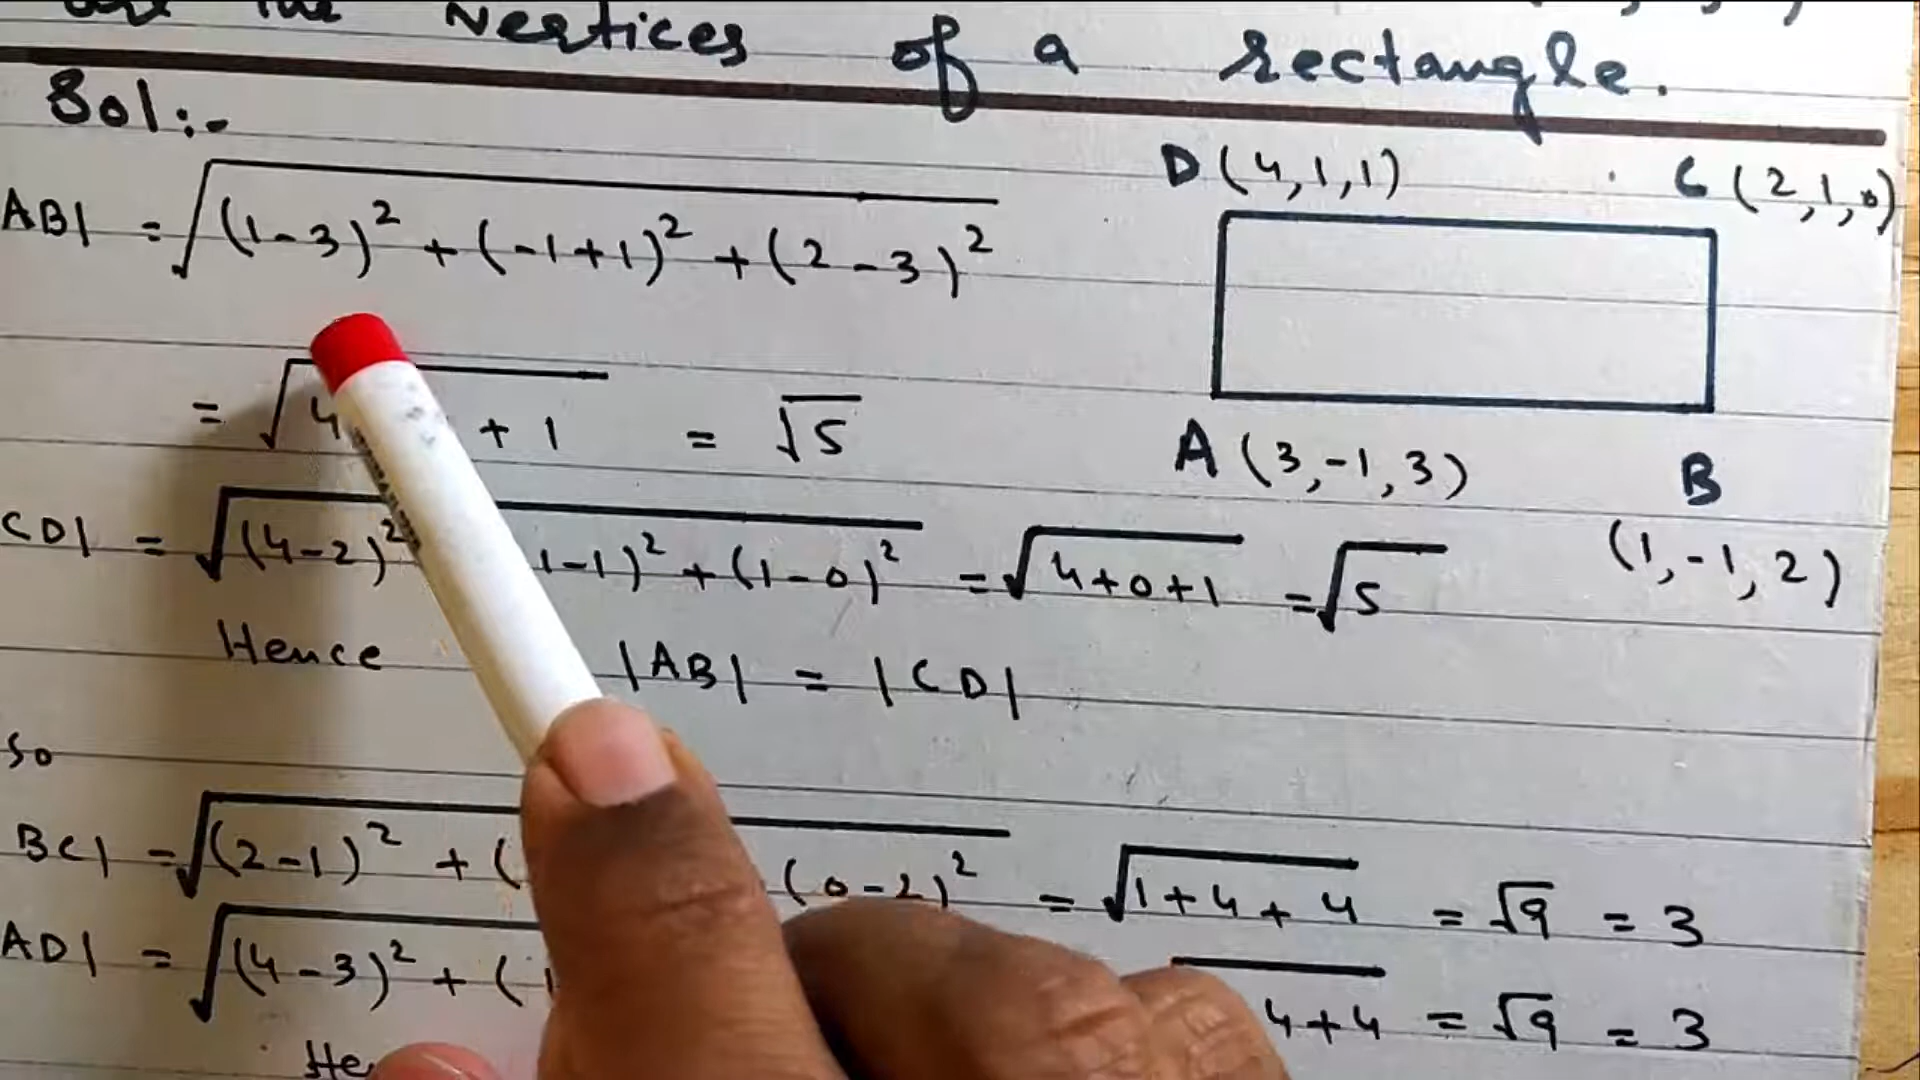 are the vertices of a rectangle.
Sol:-
D(4,1,1) C(2,1,0)
AB| = √(1-3)² + (-1+1)² + (2-3)²
= √4 + 1 = √5
A(3,-1,3) B
(1,-1,2)
CD| = √(4-2)² 1-1)² + (1-0)² = √4+0+1 = √5
Hence |AB| = |CD|
so
BC| = √(2-1)² + ( (0-2)² = √1+4+4 = √9 = 3
AD| = √(4-3)² + (1 4+4 = √9 = 3